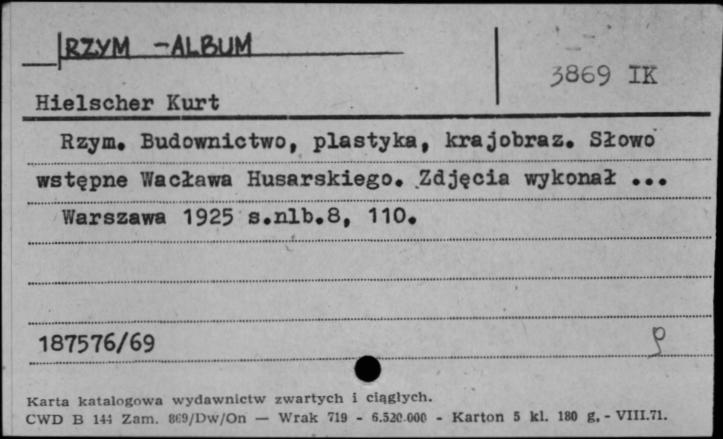 RZYM - ALBUM
3869 IK
Hielscher Kurt
Rzym. Budownictwo, plastyka, krajobraz. Słowo
wstępne Wacława Husarskiego. Zdjęcia wykonał ...
Warszawa 1925 s.nlb.8, 110.
187576/69
Karta katalogowa wydawnictw zwartych i ciągłych.
CWD B 144 Zam. 869/Dw/On — Wrak 719 - 6.520.000 - Karton 5 kl. 180 g. - VIII.71.